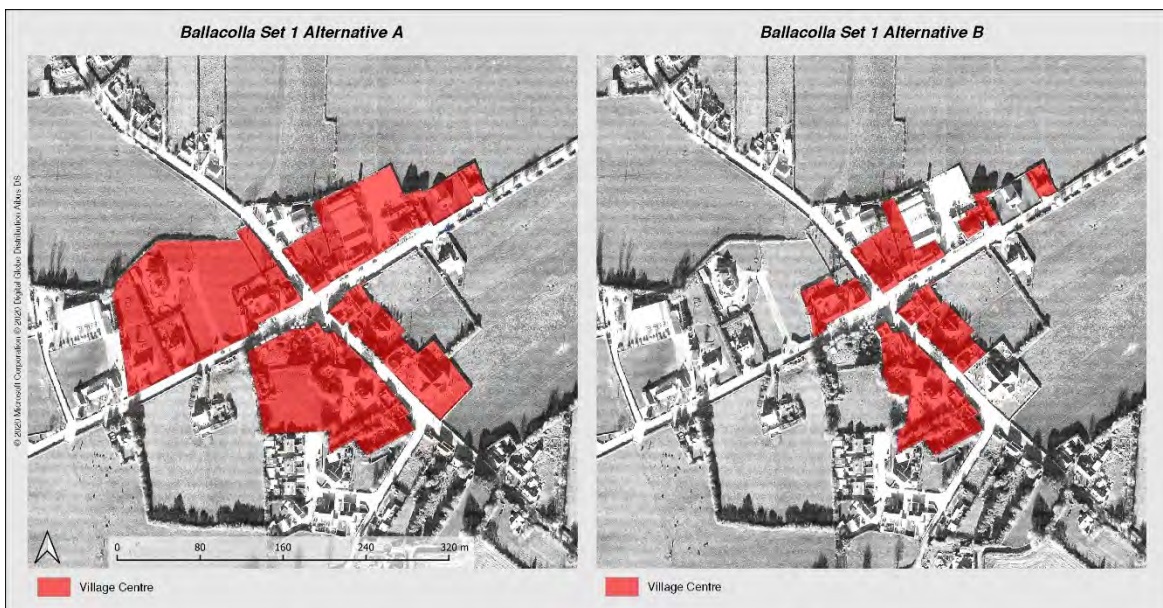 Ballacolla Set 1 Alternative A
Ballacolla Set 1 Alternative B
© 2020 Microsoft Corporation © 2020 Digital Globe Distribution Airbus DS
0 80 160 240 320 m
Village Centre
Village Centre